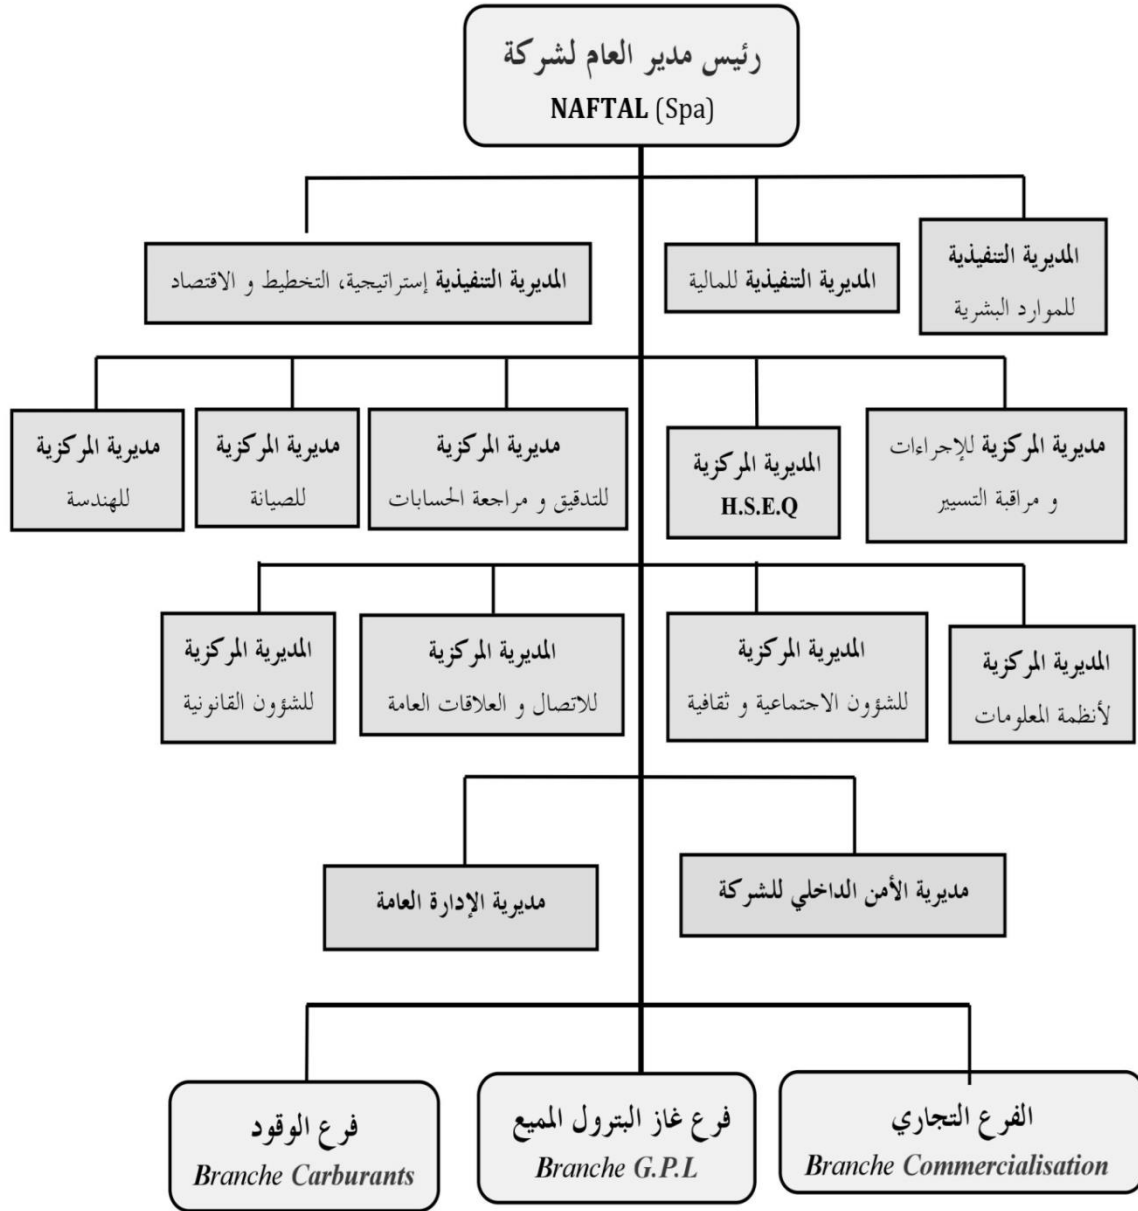 رئيس مدير العام لشركة
NAFTAL (Spa)
المديرية التنفيذية
للموارد البشرية
المديرية التنفيذية للمالية
المديرية التنفيذية إستراتيجية، التخطيط و الاقتصاد
مديرية المركزية للإجراءات
و مراقبة التسيير
المديرية المركزية
H.S.E.Q
مديرية المركزية
للتدقيق و مراجعة الحسابات
مديرية المركزية
للصيانة
مديرية المركزية
للهندسة
المديرية المركزية
لأنظمة المعلومات
المديرية المركزية
للشؤون الاجتماعية و ثقافية
المديرية المركزية
للاتصال و العلاقات العامة
المديرية المركزية
للشؤون القانونية
مديرية الأمن الداخلي للشركة
مديرية الإدارة العامة
الفرع التجاري
Branche Commercialisation
فرع غاز البترول المميع
Branche G.P.L
فرع الوقود
Branche Carburants